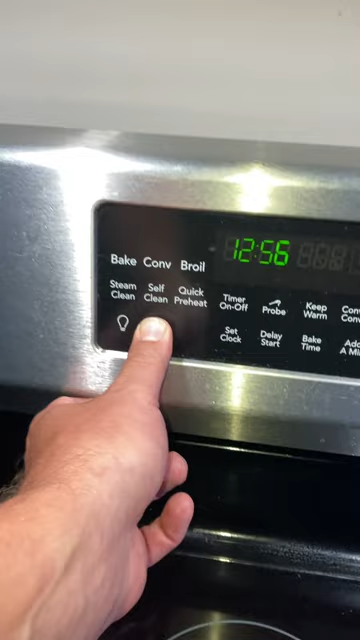 12:56
Bake Conv Broil
Steam Clean
Self Clean
Quick Preheat
Timer On-Off
Probe
Keep Warm
Set Clock
Delay Start
Bake Time